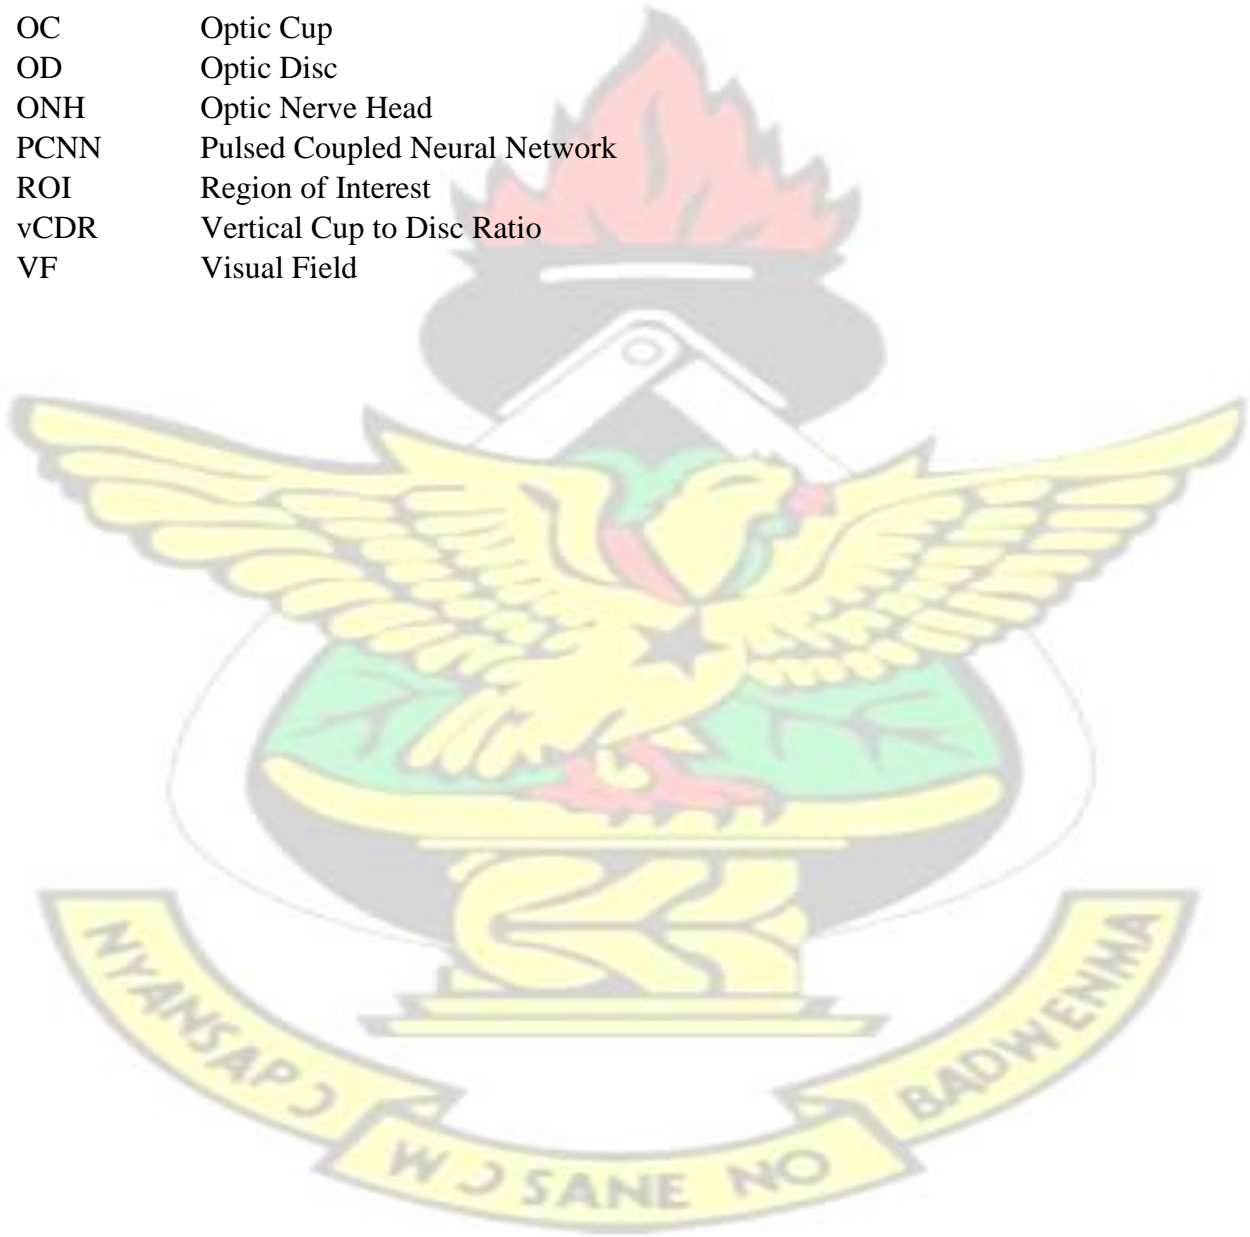 OC Optic Cup
OD Optic Disc
ONH Optic Nerve Head
PCNN Pulsed Coupled Neural Network
ROI Region of Interest
vCDR Vertical Cup to Disc Ratio
VF Visual Field
NYANSAPƆ
WƆSANE NO
BADWENMA